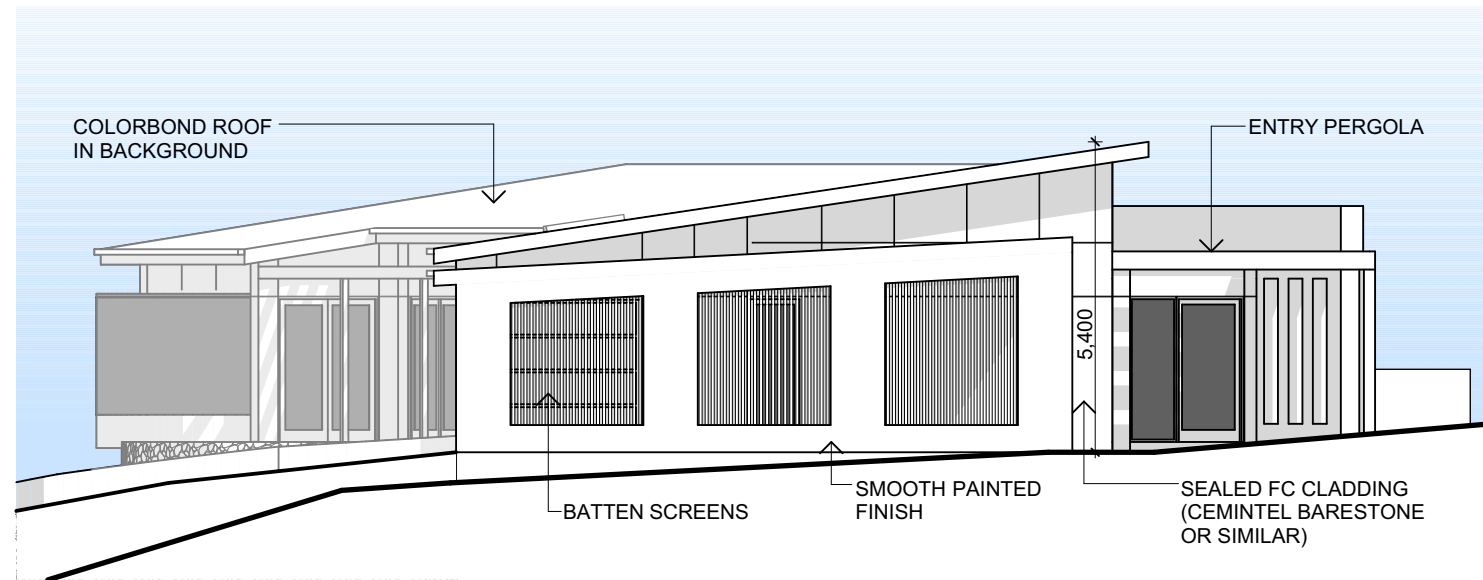 COLORBOND ROOF
IN BACKGROUND
ENTRY PERGOLA
5,400
BATTEN SCREENS
SMOOTH PAINTED
FINISH
SEALED FC CLADDING
(CEMINTEL BARESTONE
OR SIMILAR)